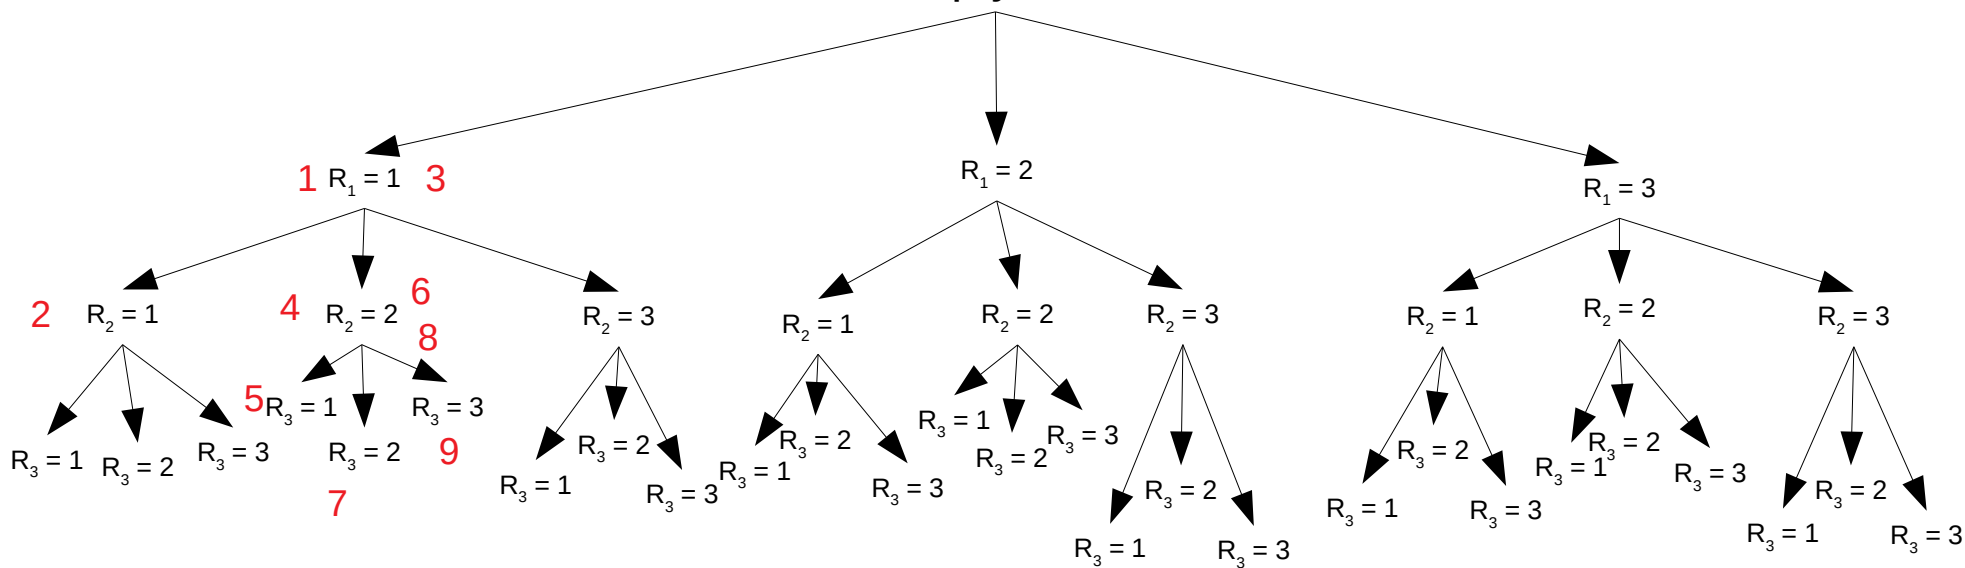 1 R₁ = 1 3
R₁ = 2
R₁ = 3
2 R₂ = 1
4 R₂ = 2 6
8
R₂ = 3
R₂ = 1
R₂ = 2
R₂ = 3
R₂ = 1
R₂ = 2
R₂ = 3
R₃ = 1
R₃ = 2
R₃ = 3
5 R₃ = 1
R₃ = 2
7
R₃ = 3
9
R₃ = 1
R₃ = 2
R₃ = 3
R₃ = 1
R₃ = 2
R₃ = 3
R₃ = 1
R₃ = 2
R₃ = 3
R₃ = 1
R₃ = 2
R₃ = 3
R₃ = 1
R₃ = 2
R₃ = 3
R₃ = 1
R₃ = 2
R₃ = 3
R₃ = 1
R₃ = 2
R₃ = 3